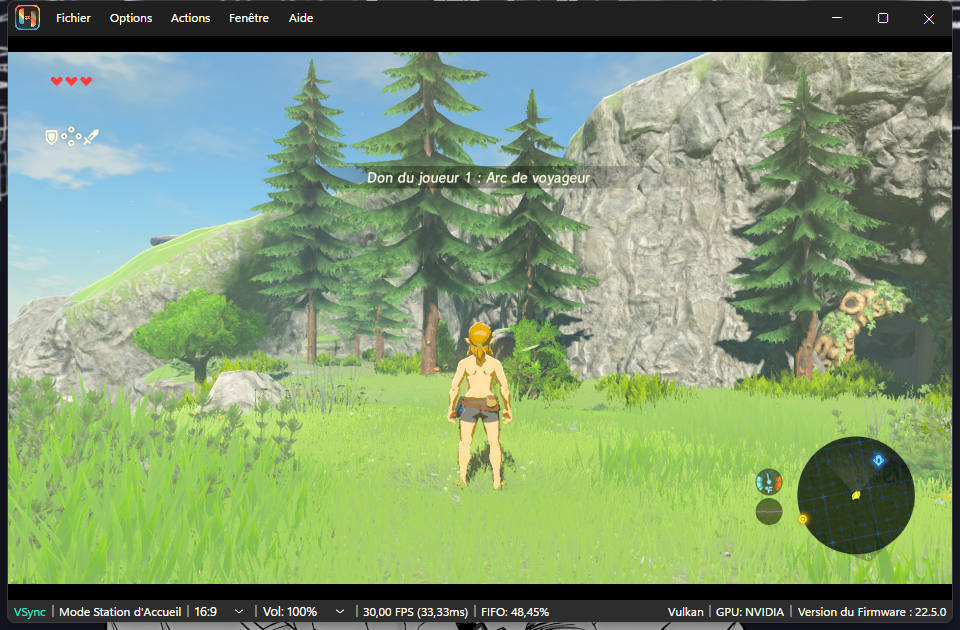 Fichier Options Actions Fenêtre Aide
Don du joueur 1 : Arc de voyageur
VSync | Mode Station d'Accueil | 16:9 | Vol: 100% | 30,00 FPS (33,33ms) | FIFO: 48,45% Vulkan | GPU: NVIDIA | Version du Firmware : 22.5.0